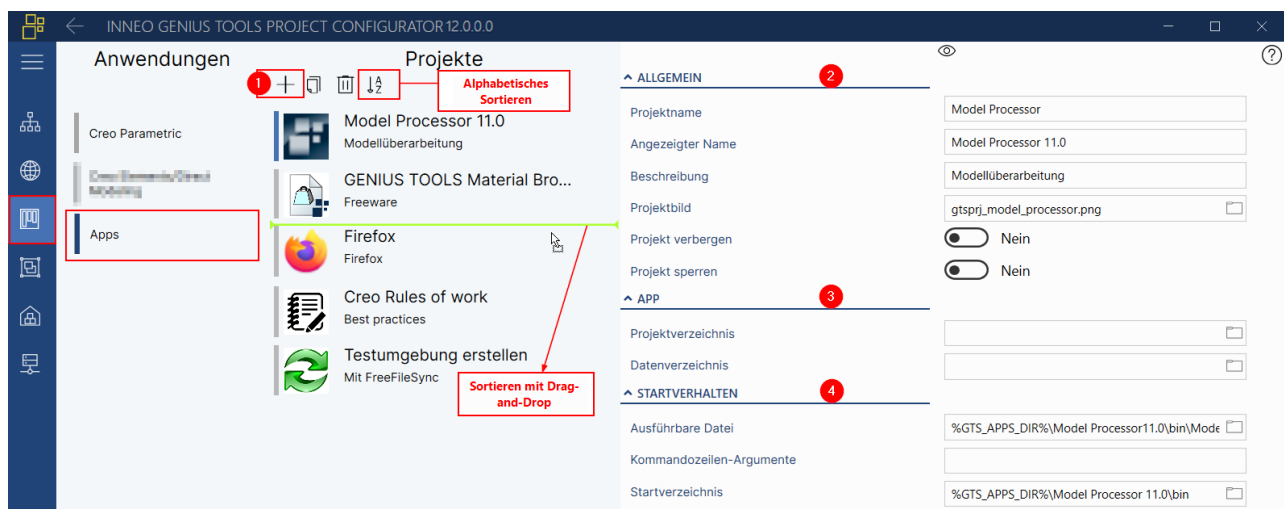 INNEO GENIUS TOOLS PROJECT CONFIGURATOR 12.0.0.0
Anwendungen
Projekte
1
Alphabetisches
Sortieren
Creo Parametric
Apps
Model Processor 11.0
Modellüberarbeitung
GENIUS TOOLS Material Bro...
Freeware
Firefox
Firefox
Creo Rules of work
Best practices
Testumgebung erstellen
Mit FreeFileSync
Sortieren mit Drag-
and-Drop
ALLGEMEIN 2
Projektname Model Processor
Angezeigter Name Model Processor 11.0
Beschreibung Modellüberarbeitung
Projektbild gtsprj_model_processor.png
Projekt verbergen Nein
Projekt sperren Nein
APP 3
Projektverzeichnis
Datenverzeichnis
STARTVERHALTEN 4
Ausführbare Datei %GTS_APPS_DIR%\Model Processor11.0\bin\Mode
Kommandozeilen-Argumente
Startverzeichnis %GTS_APPS_DIR%\Model Processor 11.0\bin